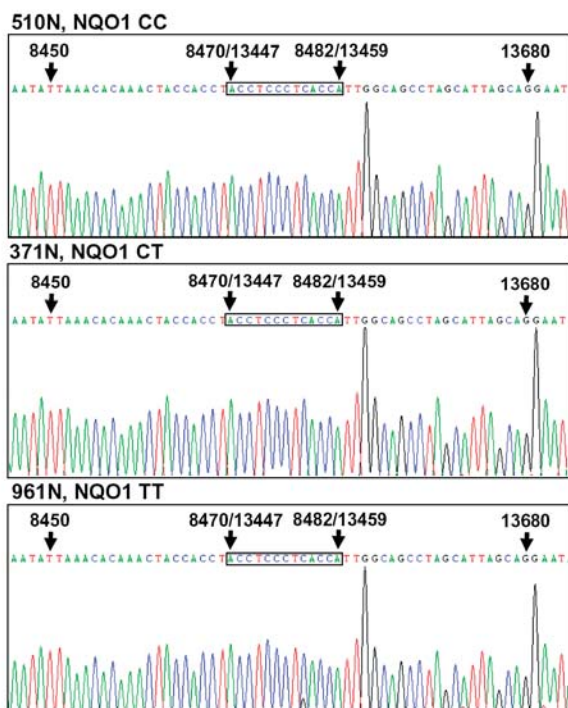 510N, NQO1 CC
8450 8470/13447 8482/13459 13680
AATATTAAACACAAACTACCACCTACCTCCCTCACCATTGGCAGCCTAGCATTAGCAGGAAT
371N, NQO1 CT
8450 8470/13447 8482/13459 13680
AATATTAAACACAAACTACCACCTACCTCCCTCACCATTGGCAGCCTAGCATTAGCAGGAAT
961N, NQO1 TT
8450 8470/13447 8482/13459 13680
AATATTAAACACAAACTACCACCTACCTCCCTCACCATTGGCAGCCTAGCATTAGCAGGAAT